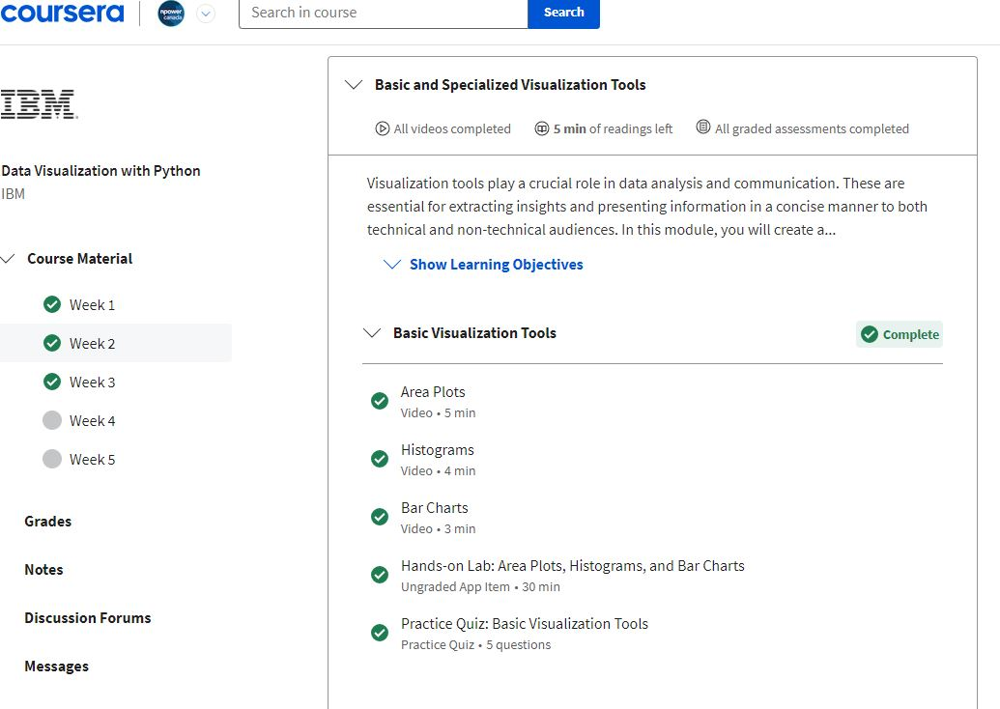 coursera
npower
canada
Search in course
Search
IBM
Data Visualization with Python
IBM
Course Material
Week 1
Week 2
Week 3
Week 4
Week 5
Grades
Notes
Discussion Forums
Messages
Basic and Specialized Visualization Tools
All videos completed
5 min of readings left
All graded assessments completed
Visualization tools play a crucial role in data analysis and communication. These are
essential for extracting insights and presenting information in a concise manner to both
technical and non-technical audiences. In this module, you will create a...
Show Learning Objectives
Basic Visualization Tools
Complete
Area Plots
Video • 5 min
Histograms
Video • 4 min
Bar Charts
Video • 3 min
Hands-on Lab: Area Plots, Histograms, and Bar Charts
Ungraded App Item • 30 min
Practice Quiz: Basic Visualization Tools
Practice Quiz • 5 questions